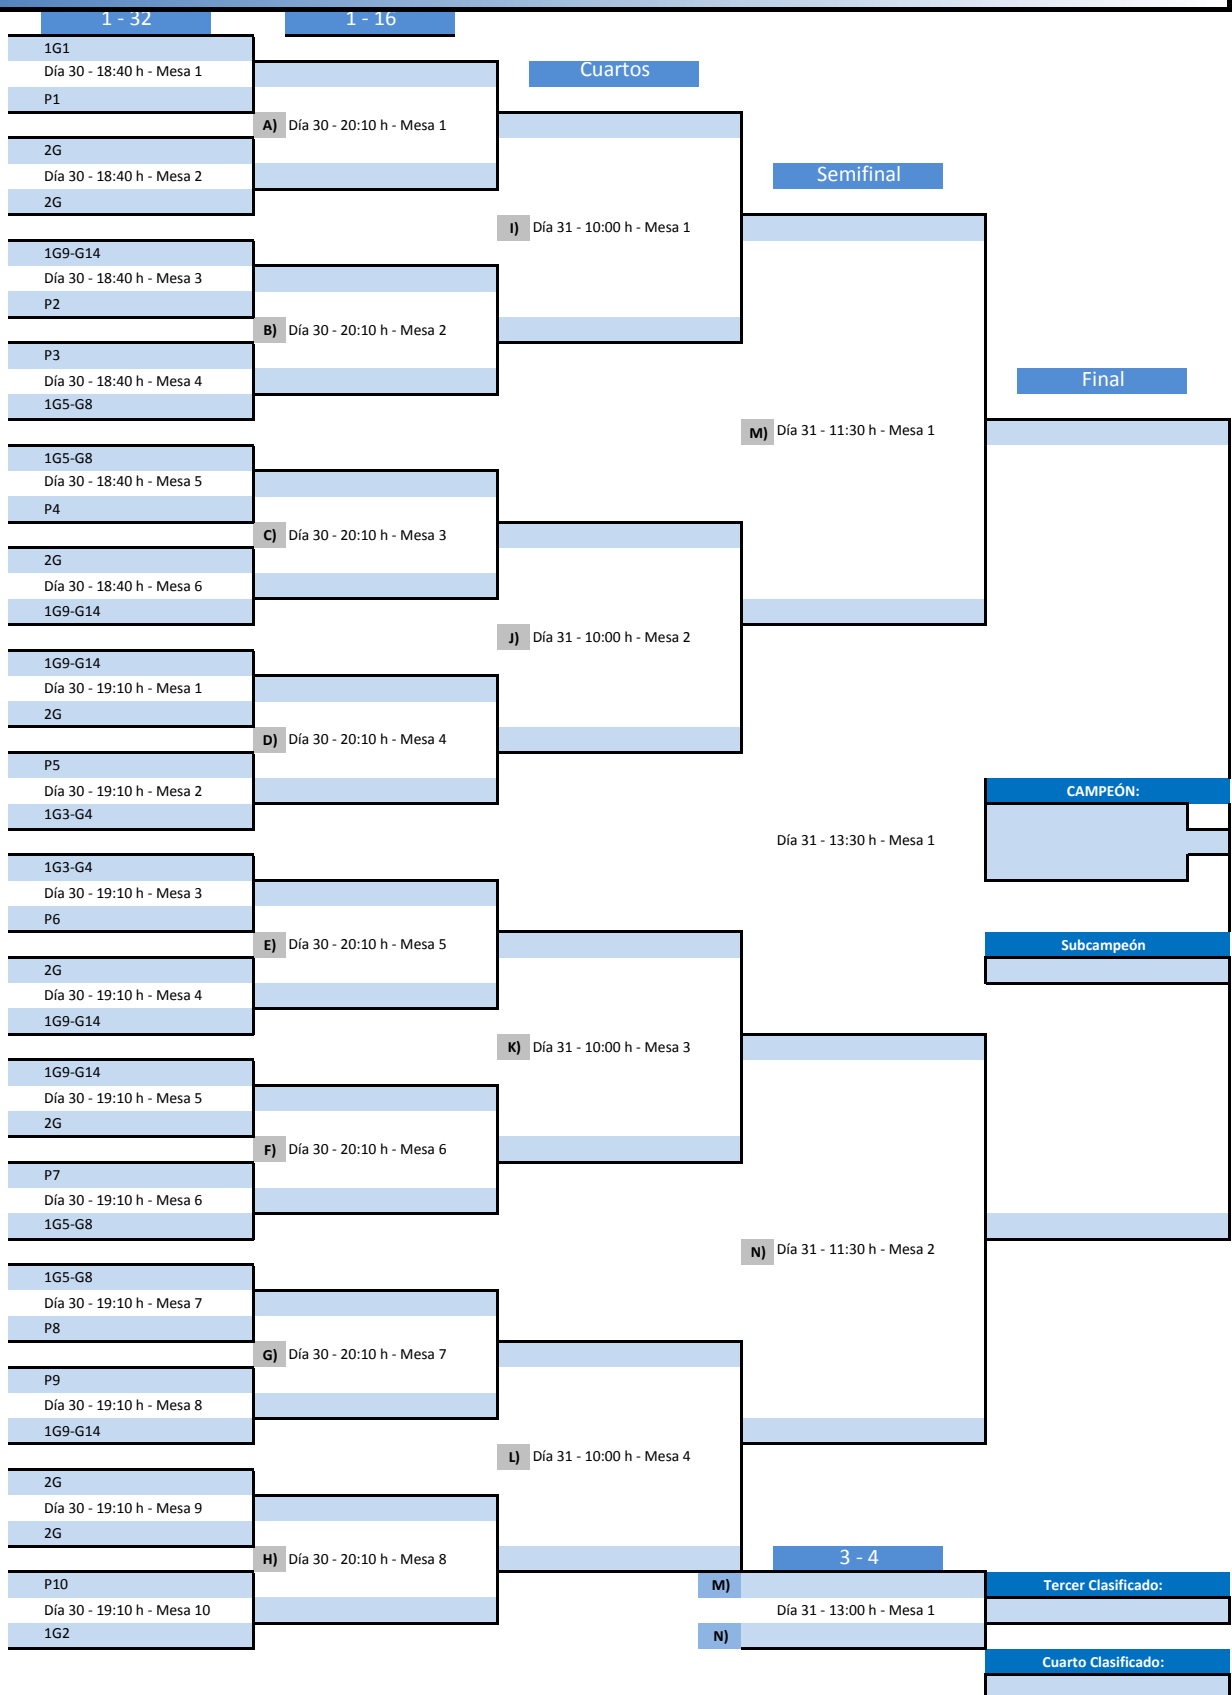 1 - 32
1 - 16
1G1
Día 30 - 18:40 h - Mesa 1
P1
2G
Día 30 - 18:40 h - Mesa 2
2G
1G9-G14
Día 30 - 18:40 h - Mesa 3
P2
P3
Día 30 - 18:40 h - Mesa 4
1G5-G8
1G5-G8
Día 30 - 18:40 h - Mesa 5
P4
2G
Día 30 - 18:40 h - Mesa 6
1G9-G14
1G9-G14
Día 30 - 19:10 h - Mesa 1
2G
P5
Día 30 - 19:10 h - Mesa 2
1G3-G4
1G3-G4
Día 30 - 19:10 h - Mesa 3
P6
2G
Día 30 - 19:10 h - Mesa 4
1G9-G14
1G9-G14
Día 30 - 19:10 h - Mesa 5
2G
P7
Día 30 - 19:10 h - Mesa 6
1G5-G8
1G5-G8
Día 30 - 19:10 h - Mesa 7
P8
P9
Día 30 - 19:10 h - Mesa 8
1G9-G14
2G
Día 30 - 19:10 h - Mesa 9
2G
P10
Día 30 - 19:10 h - Mesa 10
1G2
A) Día 30 - 20:10 h - Mesa 1
B) Día 30 - 20:10 h - Mesa 2
C) Día 30 - 20:10 h - Mesa 3
D) Día 30 - 20:10 h - Mesa 4
E) Día 30 - 20:10 h - Mesa 5
F) Día 30 - 20:10 h - Mesa 6
G) Día 30 - 20:10 h - Mesa 7
H) Día 30 - 20:10 h - Mesa 8
Cuartos
I) Día 31 - 10:00 h - Mesa 1
J) Día 31 - 10:00 h - Mesa 2
K) Día 31 - 10:00 h - Mesa 3
L) Día 31 - 10:00 h - Mesa 4
Semifinal
M) Día 31 - 11:30 h - Mesa 1
N) Día 31 - 11:30 h - Mesa 2
Final
Día 31 - 13:30 h - Mesa 1
CAMPEÓN:
Subcampeón
3 - 4
M)
Día 31 - 13:00 h - Mesa 1
N)
Tercer Clasificado:
Cuarto Clasificado: